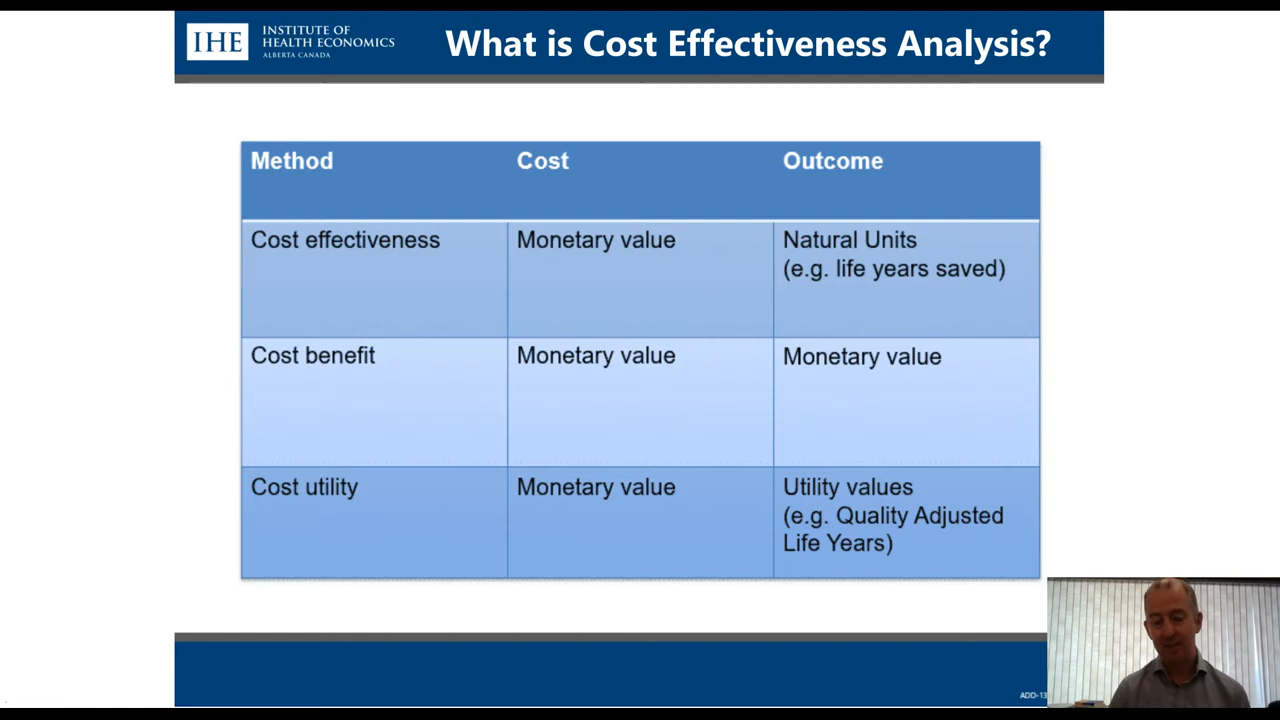 IHE
INSTITUTE OF
HEALTH ECONOMICS
ALBERTA CANADA
What is Cost Effectiveness Analysis?
Method Cost Outcome
Cost effectiveness Monetary value Natural Units
(e.g. life years saved)
Cost benefit Monetary value Monetary value
Cost utility Monetary value Utility values
(e.g. Quality Adjusted
Life Years)
ADD-13